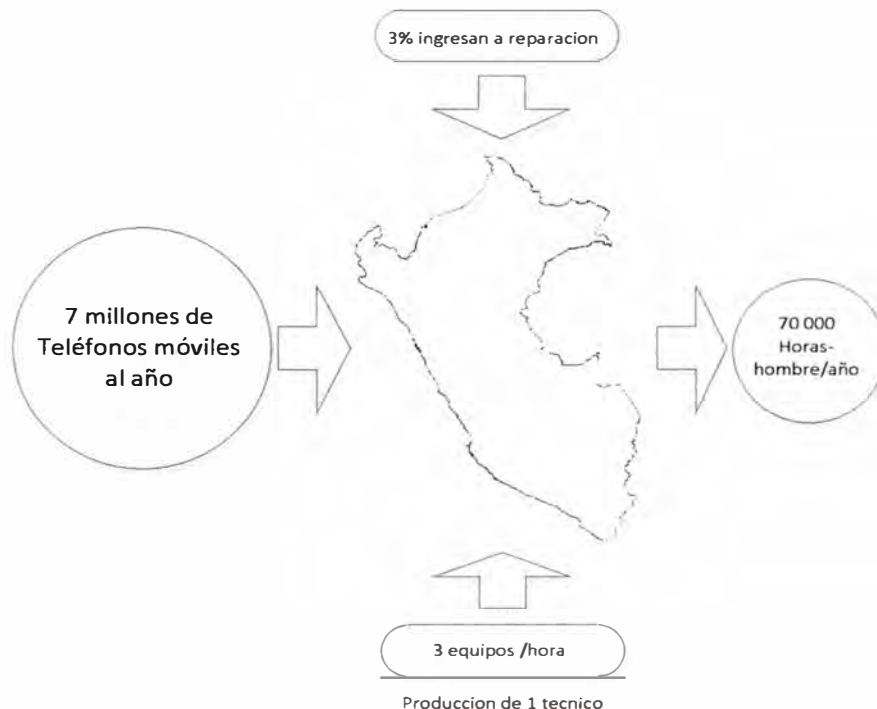 3% ingresan a reparacion
7 millones de
Teléfonos móviles
al año
70 000
Horas-
hombre/año
3 equipos /hora
Produccion de 1 tecnico